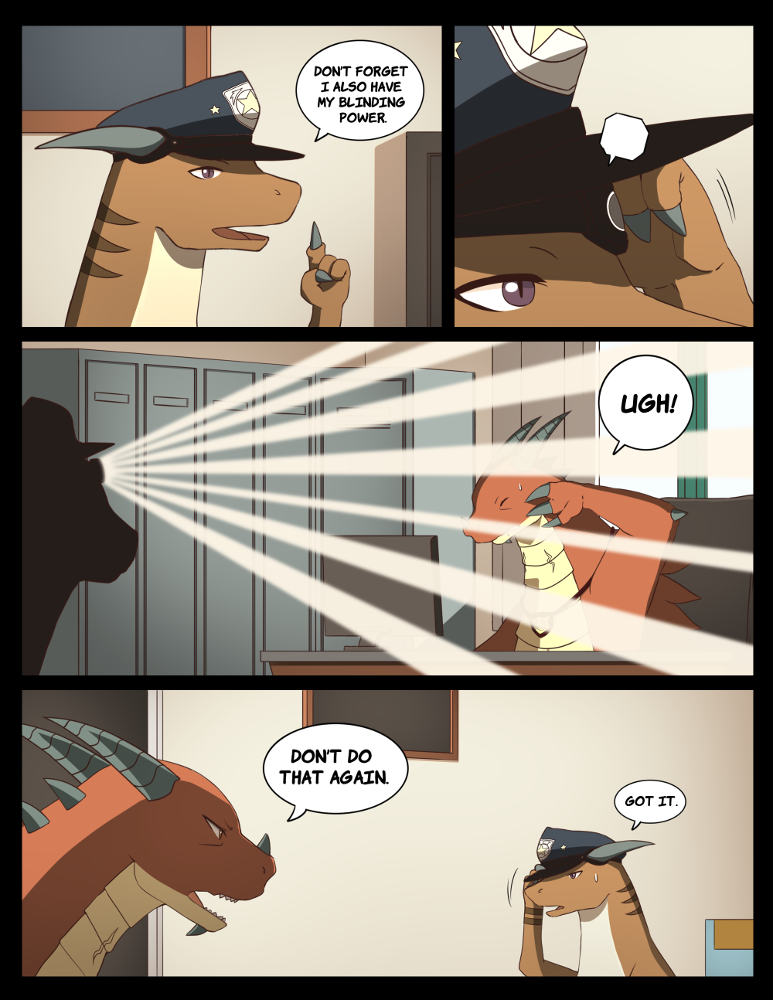 DON'T FORGET
I ALSO HAVE
MY BLINDING
POWER.
UGH!
DON'T DO
THAT AGAIN.
GOT IT.